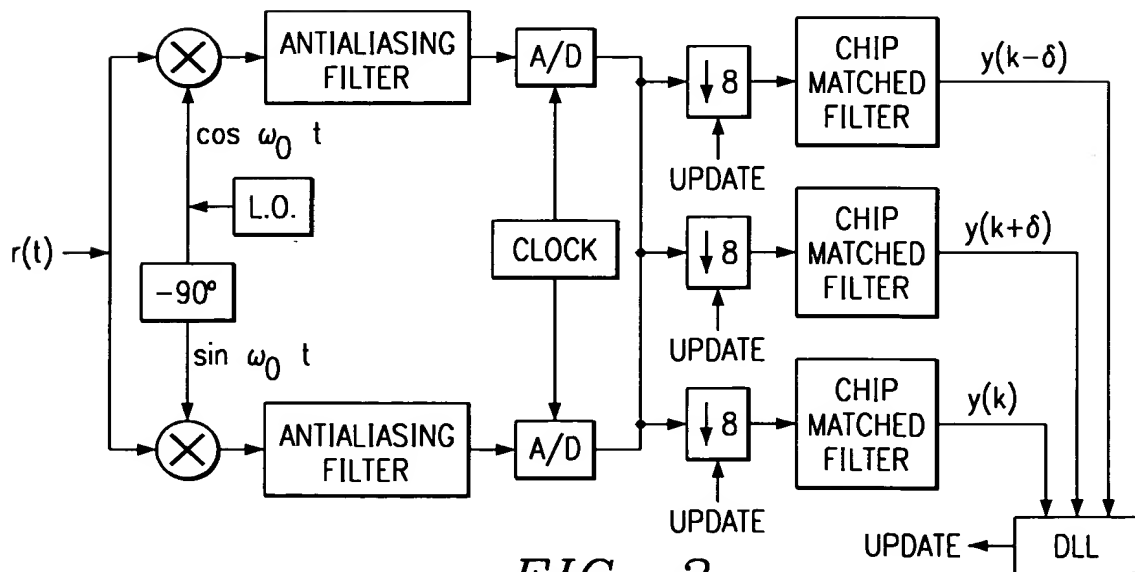 ANTIALIASING
FILTER
A/D
↓ 8
CHIP
MATCHED
FILTER
y(k-δ)
cos ω₀ t
UPDATE
L.O.
r(t)
CLOCK
↓ 8
CHIP
MATCHED
FILTER
y(k+δ)
-90°
sin ω₀ t
UPDATE
ANTIALIASING
FILTER
A/D
↓ 8
CHIP
MATCHED
FILTER
y(k)
UPDATE
UPDATE
DLL